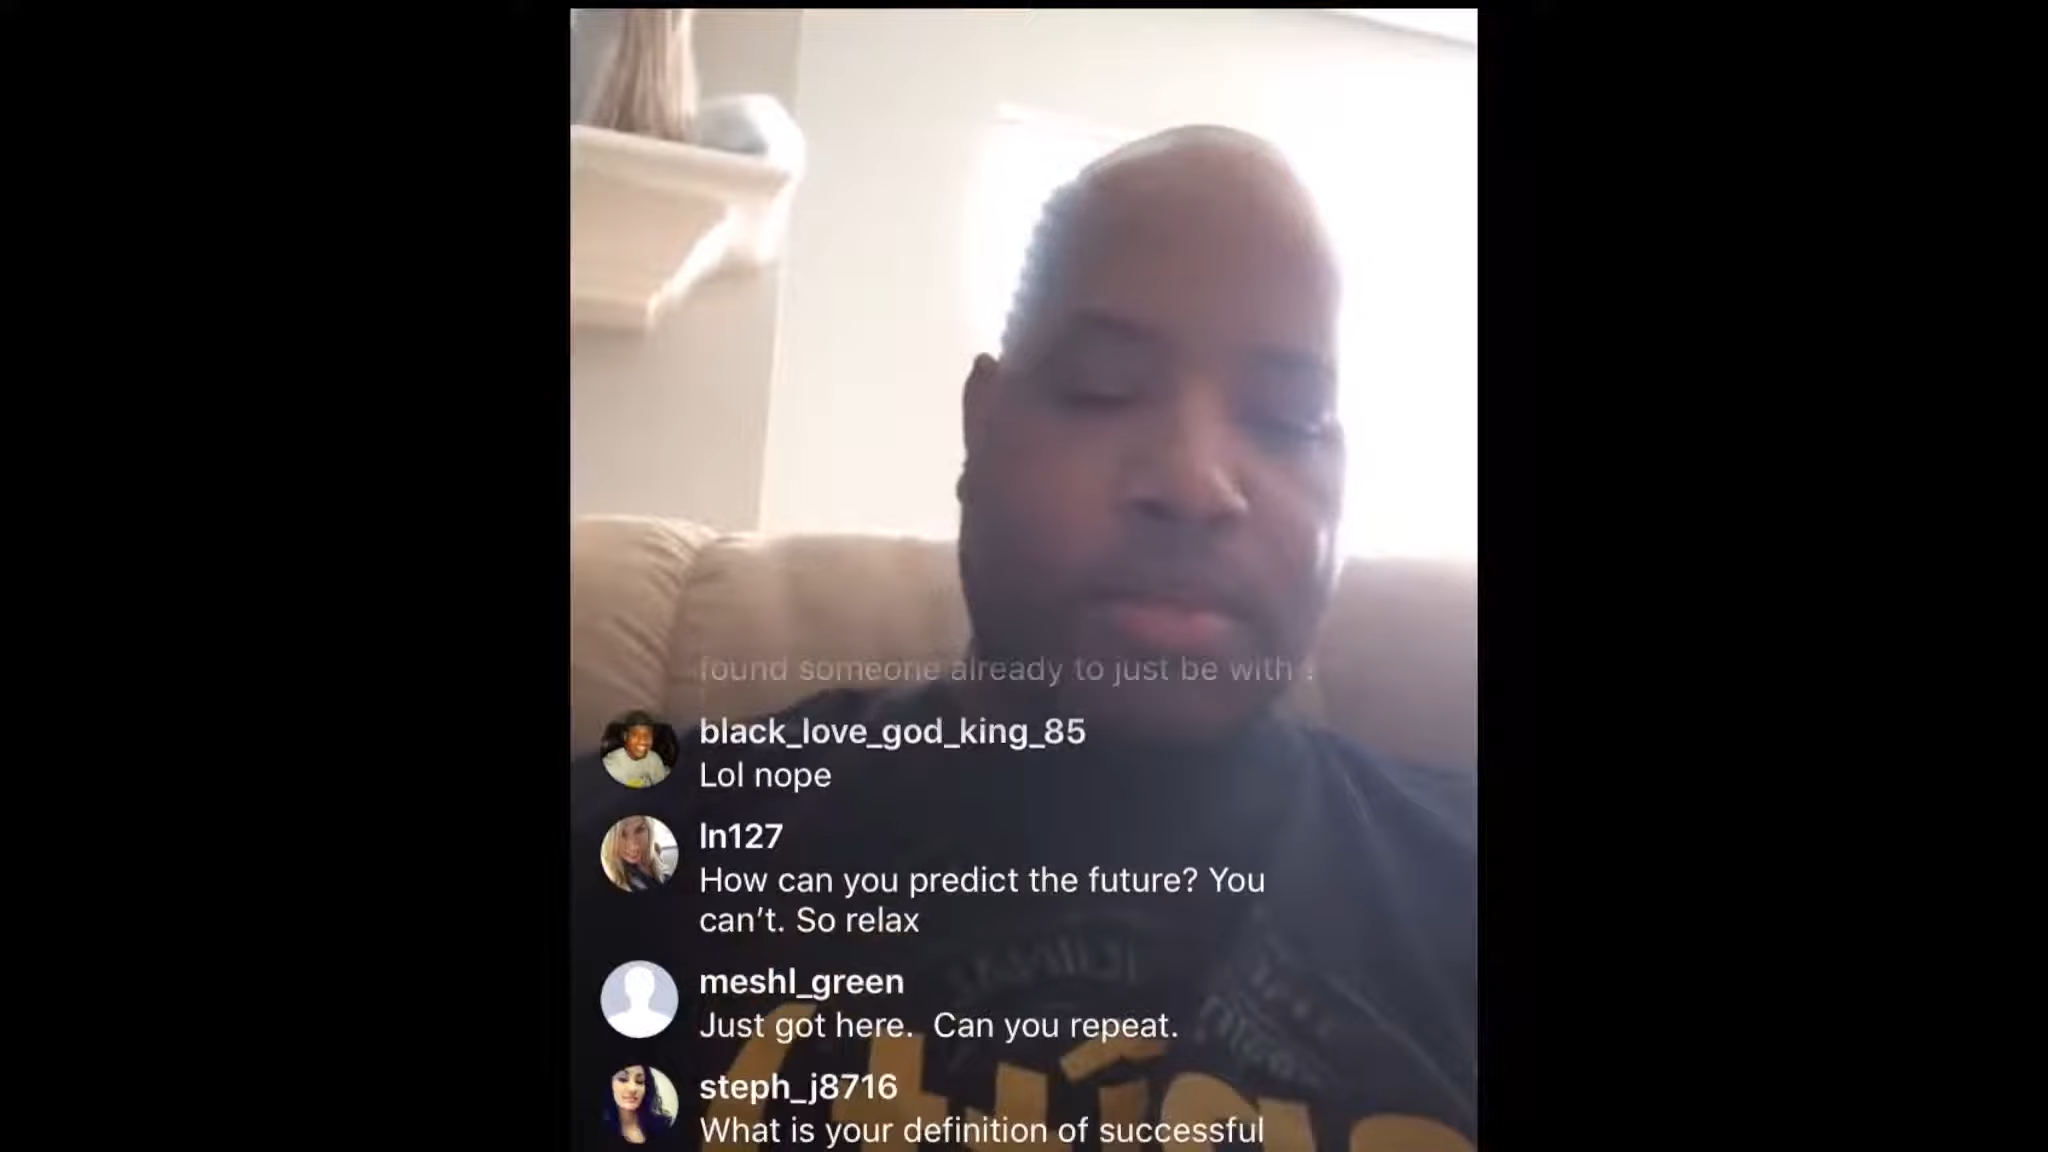 found someone already to just be with
black_love_god_king_85
Lol nope
ln127
How can you predict the future? You
can't. So relax
meshl_green
Just got here.  Can you repeat.
steph_j8716
What is your definition of successful